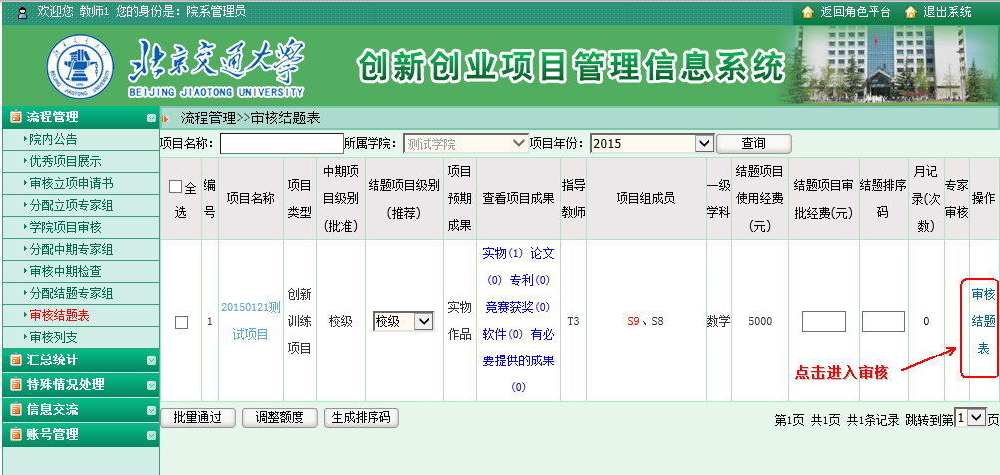 欢迎您 教师1 您的身份是：院系管理员
返回角色平台 退出系统
北京交通大学
BEIJING JIAOTONG UNIVERSITY
创新创业项目管理信息系统
流程管理
院内公告
优秀项目展示
审核立项申请书
分配立项专家组
学院项目审核
分配中期专家组
审核中期检查
分配结题专家组
审核结题表
审核列支
汇总统计
特殊情况处理
信息交流
账号管理
流程管理>>审核结题表
项目名称： 所属学院： 测试学院 项目年份： 2015 查询
全选
编号
项目名称
项目类型
中期项目级别(批准)
结题项目级别(推荐)
项目预期成果
查看项目成果
指导教师
项目组成员
一级学科
结题项目使用经费(元)
结题项目审批经费(元)
结题排序码
月记录(次数)
专家审核
操作
1
20150121测试项目
创新训练项目
校级
校级
实物作品
实物(1) 论文
(0) 专利(0)
竞赛获奖(0)
软件(0) 有必
要提供的成果
(0)
T3
S9、S8
数学
5000
0
审核结题表
点击进入审核
批量通过 调整额度 生成排序码
第1页 共1页 共1条记录 跳转到第 1 页